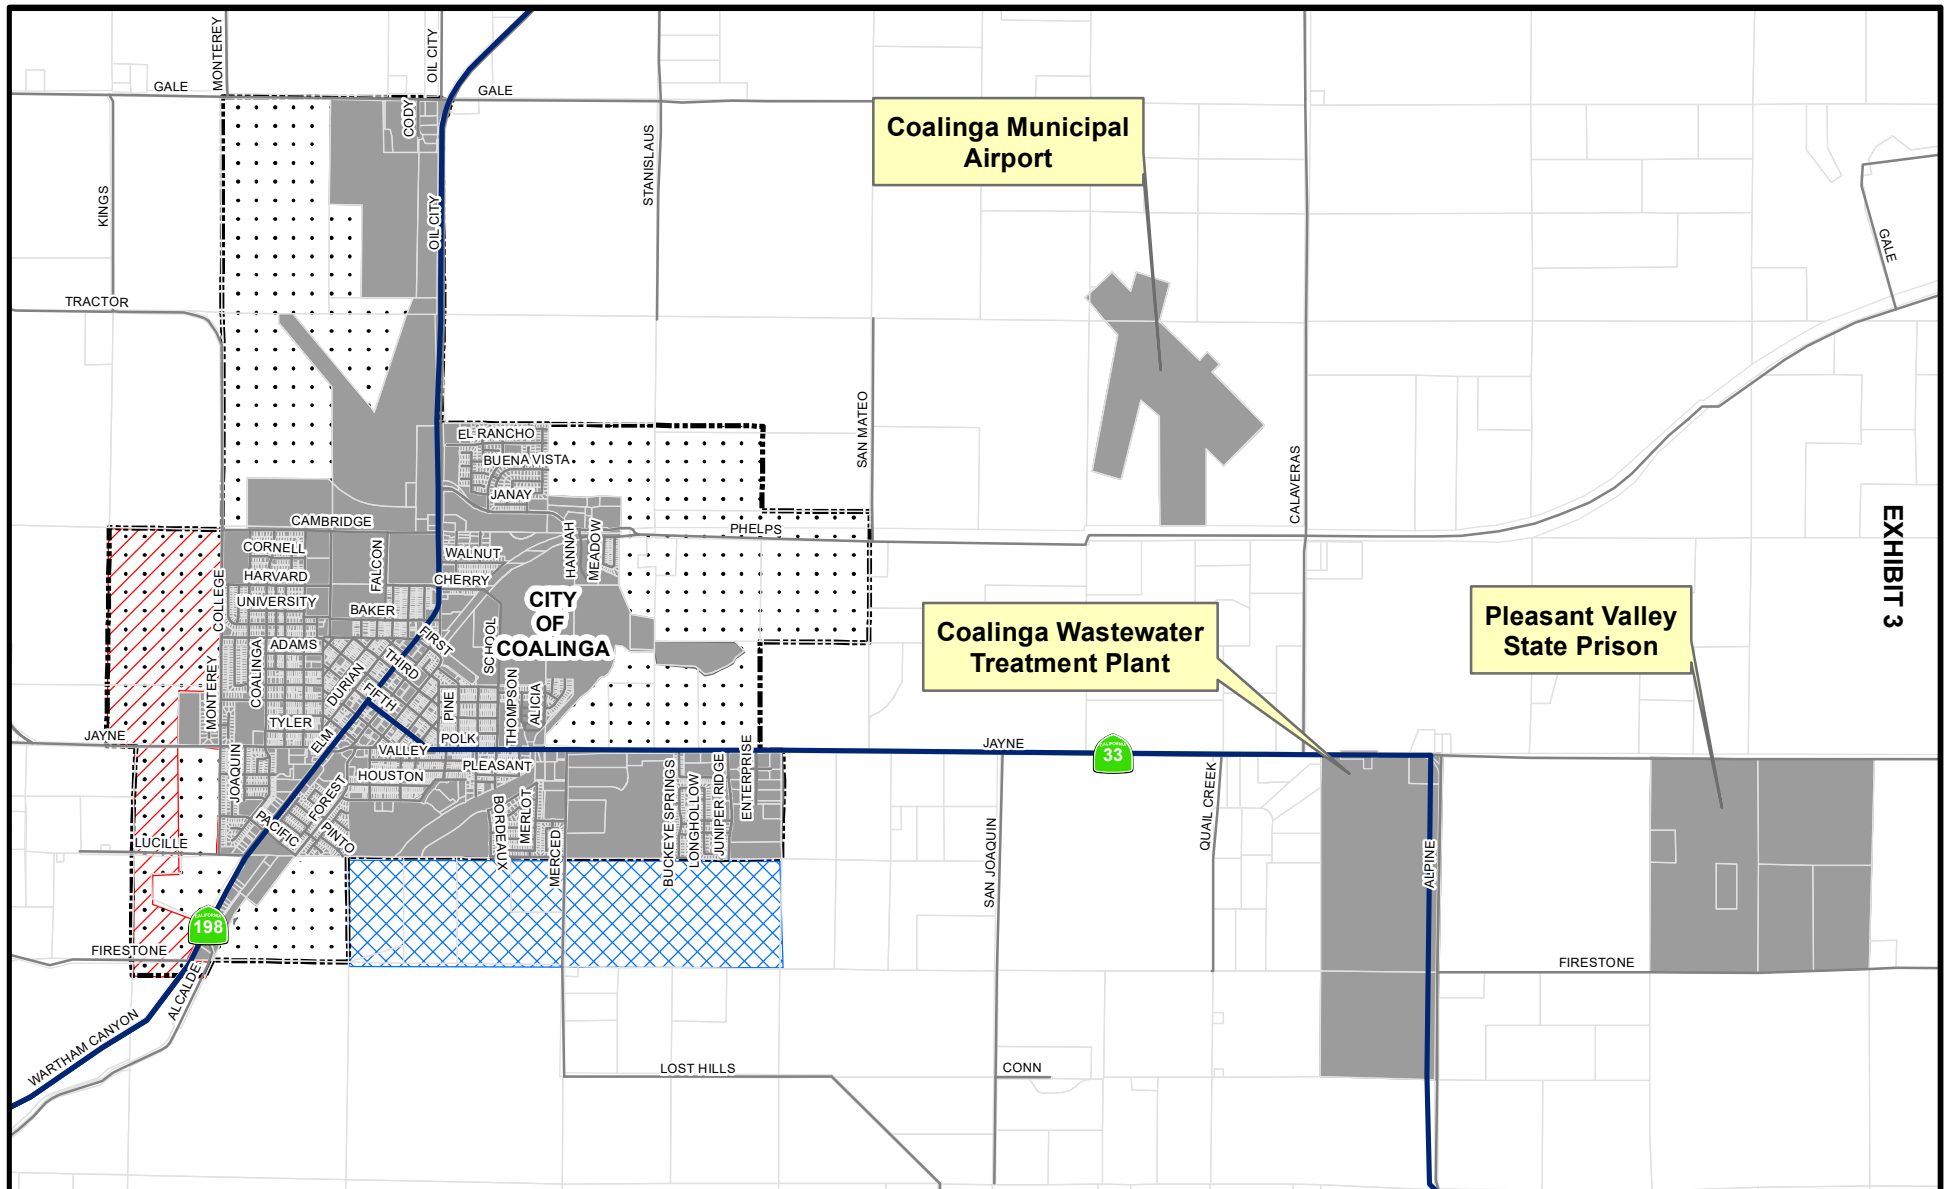 MONTEREY
OIL CITY
GALE
GALE
CODY
KINGS
STANISLAUS
Coalinga Municipal
Airport
OIL CITY
GALE
TRACTOR
SAN MATEO
CALAVERAS
EL RANCHO
BUENA VISTA
JANAY
CAMBRIDGE
PHELPS
HANNAH
MEADOW
CORNELL
WALNUT
FALCON
HARVARD
CHERRY
COLLEGE
UNIVERSITY
BAKER
CITY
OF
COALINGA
EXHIBIT 3
FIRST
SCHOOL
ADAMS
COALINGA
THIRD
DURIAN
FIFTH
Coalinga Wastewater
Treatment Plant
Pleasant Valley
State Prison
MONTEREY
TYLER
PINE
THOMPSON
ALICIA
ELM
POLK
JAYNE
VALLEY
JAYNE
CALIFORNIA
33
JOAQUIN
HOUSTON
PLEASANT
FOREST
PACIFIC
PINTO
BORDEAUX
MERLOT
MERCED
BUCKEYE SPRINGS
LONGHOLLOW
JUNIPER RIDGE
ENTERPRISE
QUAIL CREEK
SAN JOAQUIN
ALPINE
LUCILLE
CALIFORNIA
198
FIRESTONE
FIRESTONE
ALCALDE
WARTHAM CANYON
LOST HILLS
CONN